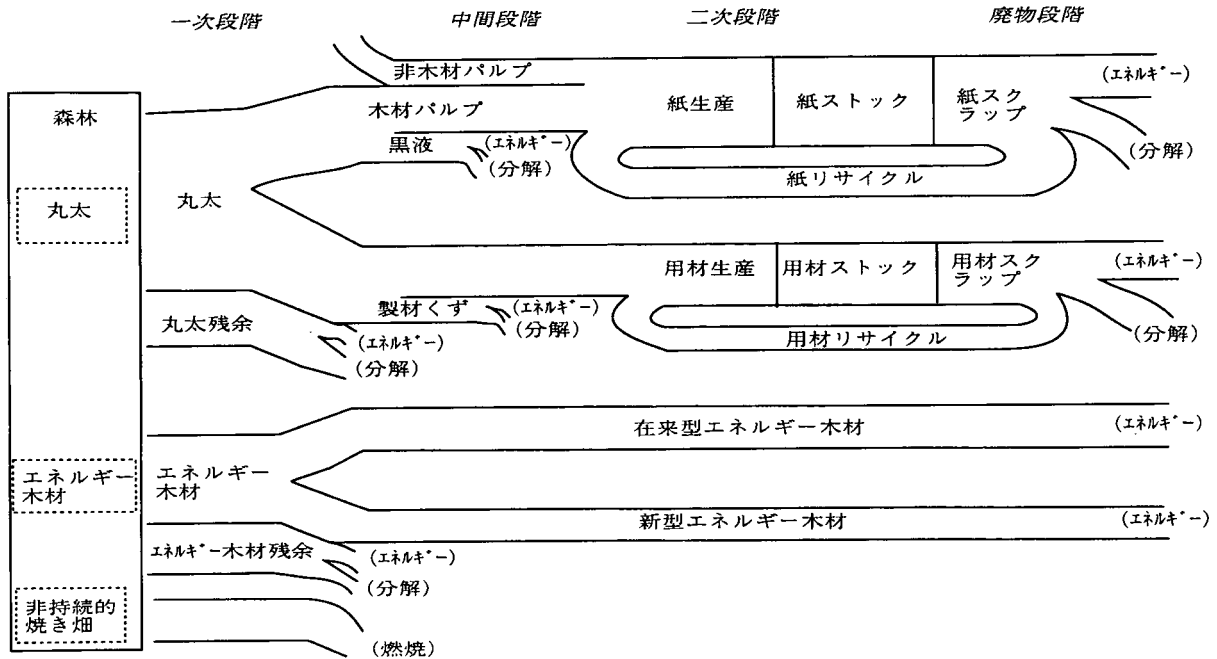 一次段階
中間段階
二次段階
廃物段階
非木材パルプ
(エネルギー)
森林
木材パルプ
紙生産
紙ストック
紙スク
ラップ
黒液
(エネルギー)
(分解)
(分解)
紙リサイクル
丸太
丸太
用材生産
用材ストック
用材スク
ラップ
(エネルギー)
丸太残余
製材くず
(エネルギー)
(分解)
(分解)
用材リサイクル
(エネルギー)
(分解)
在来型エネルギー木材
(エネルギー)
エネルギー
木材
エネルギー
木材
新型エネルギー木材
(エネルギー)
エネルギー木材残余
(エネルギー)
(分解)
非持続的
焼き畑
(燃焼)